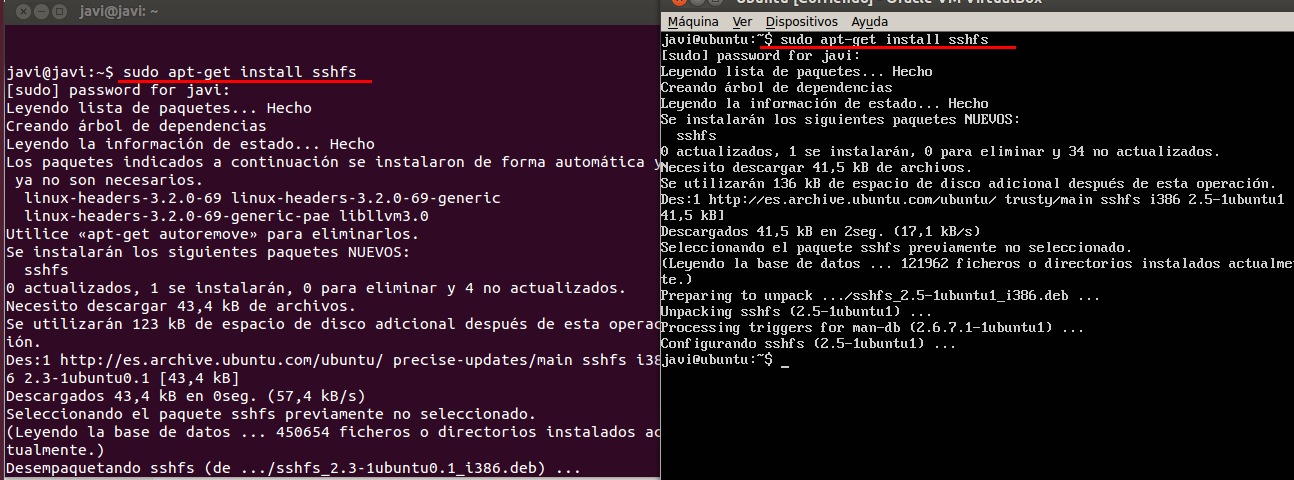 javi@javi: ~
javi@javi:~$ sudo apt-get install sshfs
[sudo] password for javi:
Leyendo lista de paquetes... Hecho
Creando árbol de dependencias
Leyendo la información de estado... Hecho
Los paquetes indicados a continuación se instalaron de forma automática y
ya no son necesarios.
linux-headers-3.2.0-69 linux-headers-3.2.0-69-generic
linux-headers-3.2.0-69-generic-pae libllvm3.0
Utilice «apt-get autoremove» para eliminarlos.
Se instalarán los siguientes paquetes NUEVOS:
sshfs
0 actualizados, 1 se instalarán, 0 para eliminar y 4 no actualizados.
Necesito descargar 43,4 kB de archivos.
Se utilizarán 123 kB de espacio de disco adicional después de esta operac
ión.
Des:1 http://es.archive.ubuntu.com/ubuntu/ precise-updates/main sshfs i38
6 2.3-1ubuntu0.1 [43,4 kB]
Descargados 43,4 kB en 0seg. (57,4 kB/s)
Seleccionando el paquete sshfs previamente no seleccionado.
(Leyendo la base de datos ... 450654 ficheros o directorios instalados ac
tualmente.)
Desempaquetando sshfs (de .../sshfs_2.3-1ubuntu0.1_i386.deb) ...
Ubuntu [Corriendo] - Oracle VM VirtualBox
Máquina Ver Dispositivos Ayuda
javi@ubuntu:~$ sudo apt-get install sshfs
[sudo] password for javi:
Leyendo lista de paquetes... Hecho
Creando árbol de dependencias
Leyendo la información de estado... Hecho
Se instalarán los siguientes paquetes NUEVOS:
sshfs
0 actualizados, 1 se instalarán, 0 para eliminar y 34 no actualizados.
Necesito descargar 41,5 kB de archivos.
Se utilizarán 136 kB de espacio de disco adicional después de esta operación.
Des:1 http://es.archive.ubuntu.com/ubuntu/ trusty/main sshfs i386 2.5-1ubuntu1
41,5 kB]
Descargados 41,5 kB en 2seg. (17,1 kB/s)
Seleccionando el paquete sshfs previamente no seleccionado.
(Leyendo la base de datos ... 121962 ficheros o directorios instalados actualme
te.)
Preparing to unpack .../sshfs_2.5-1ubuntu1_i386.deb ...
Unpacking sshfs (2.5-1ubuntu1) ...
Processing triggers for man-db (2.6.7.1-1ubuntu1) ...
Configurando sshfs (2.5-1ubuntu1) ...
javi@ubuntu:~$ _